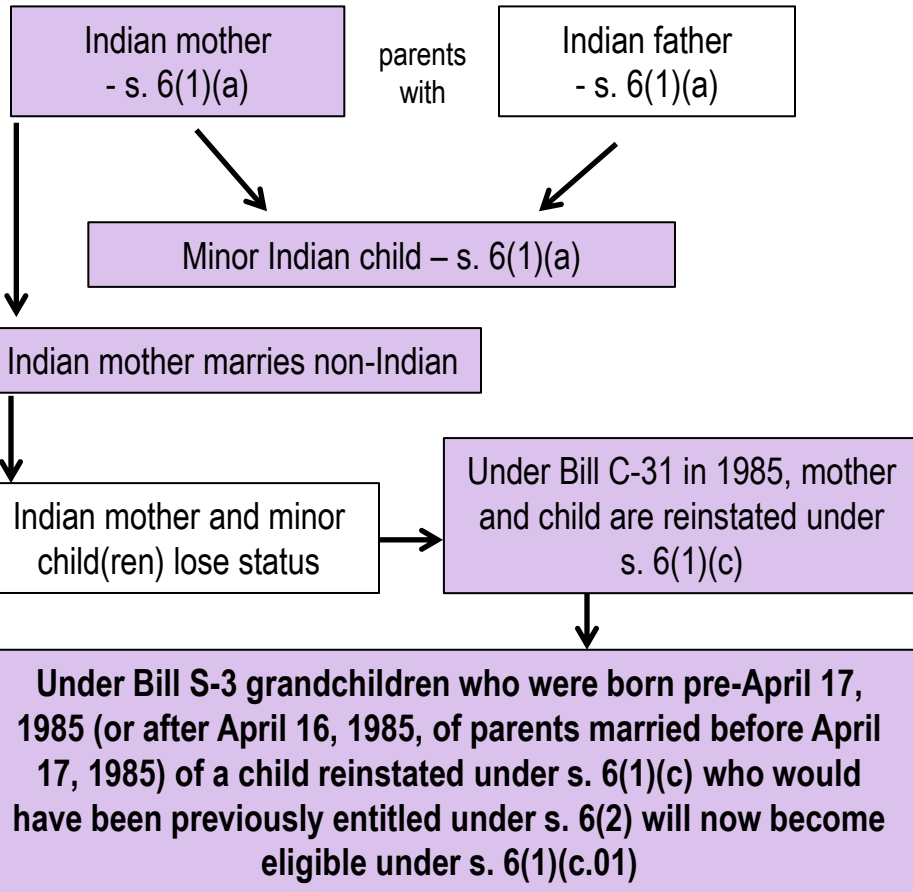 Indian mother
- s. 6(1)(a)
parents
with
Indian father
- s. 6(1)(a)
Minor Indian child – s. 6(1)(a)
Indian mother marries non-Indian
Indian mother and minor
child(ren) lose status
Under Bill C-31 in 1985, mother
and child are reinstated under
s. 6(1)(c)
Under Bill S-3 grandchildren who were born pre-April 17,
1985 (or after April 16, 1985, of parents married before April
17, 1985) of a child reinstated under s. 6(1)(c) who would
have been previously entitled under s. 6(2) will now become
eligible under s. 6(1)(c.01)